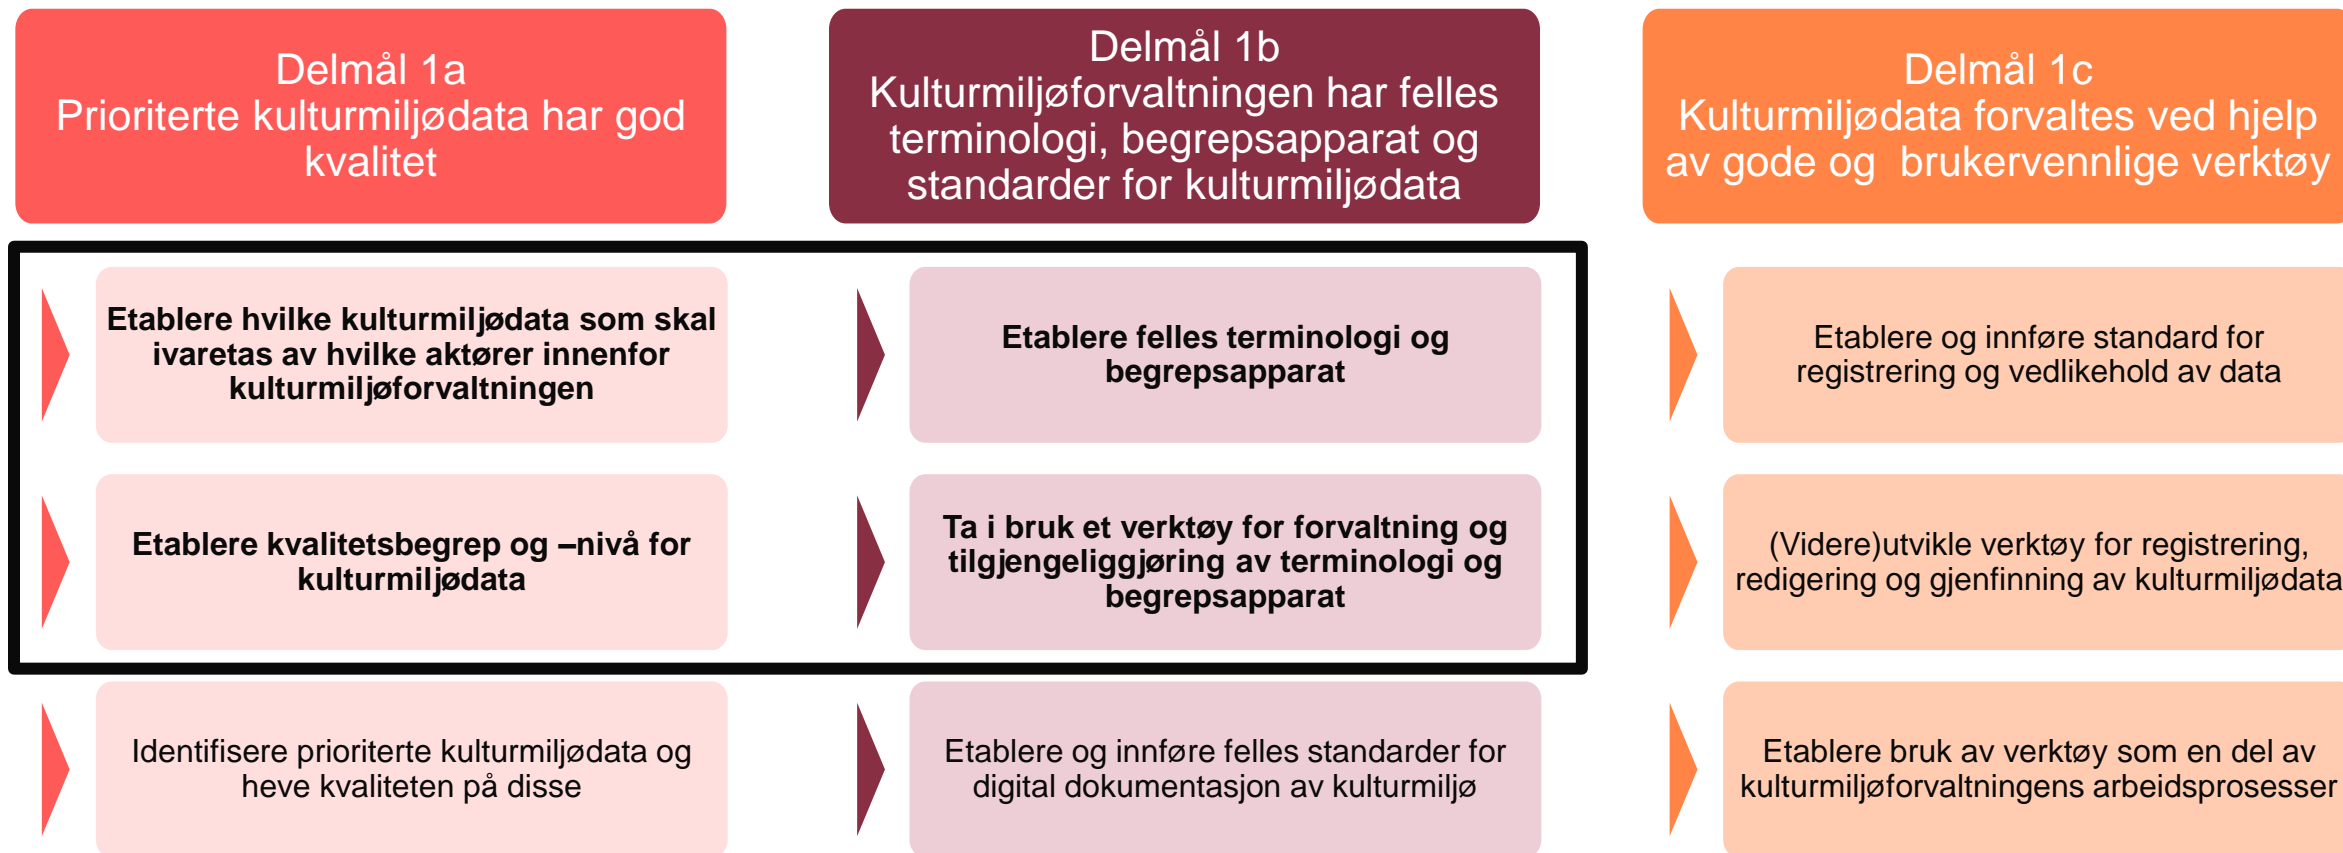 Delmål 1a
Prioriterte kulturmiljødata har god
kvalitet
Delmål 1b
Kulturmiljøforvaltningen har felles
terminologi, begrepsapparat og
standarder for kulturmiljødata
Delmål 1c
Kulturmiljødata forvaltes ved hjelp
av gode og  brukervennlige verktøy
Etablere hvilke kulturmiljødata som skal
ivaretas av hvilke aktører innenfor
kulturmiljøforvaltningen
Etablere felles terminologi og
begrepsapparat
Etablere og innføre standard for
registrering og vedlikehold av data
Etablere kvalitetsbegrep og –nivå for
kulturmiljødata
Ta i bruk et verktøy for forvaltning og
tilgjengeliggjøring av terminologi og
begrepsapparat
(Videre)utvikle verktøy for registrering,
redigering og gjenfinning av kulturmiljødata
Identifisere prioriterte kulturmiljødata og
heve kvaliteten på disse
Etablere og innføre felles standarder for
digital dokumentasjon av kulturmiljø
Etablere bruk av verktøy som en del av
kulturmiljøforvaltningens arbeidsprosesser